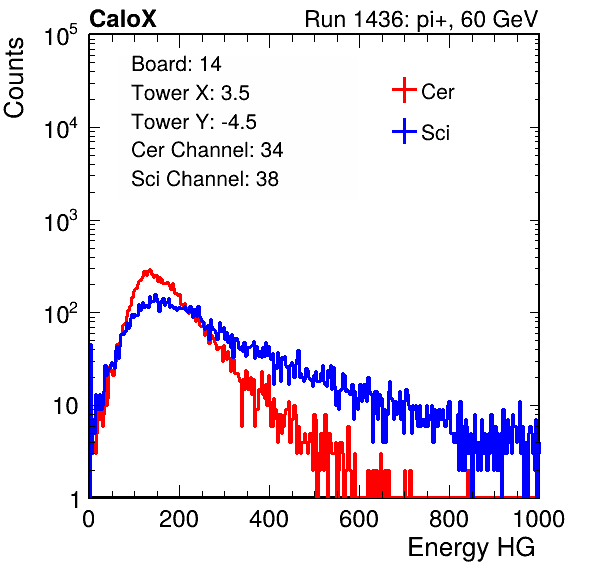 CaloX Run 1436: pi+, 60 GeV
Counts
Board: 14
Tower X: 3.5
Tower Y: -4.5
Cer Channel: 34
Sci Channel: 38
Cer
Sci
10^5
10^4
10^3
10^2
10
1
0 200 400 600 800 1000
Energy HG